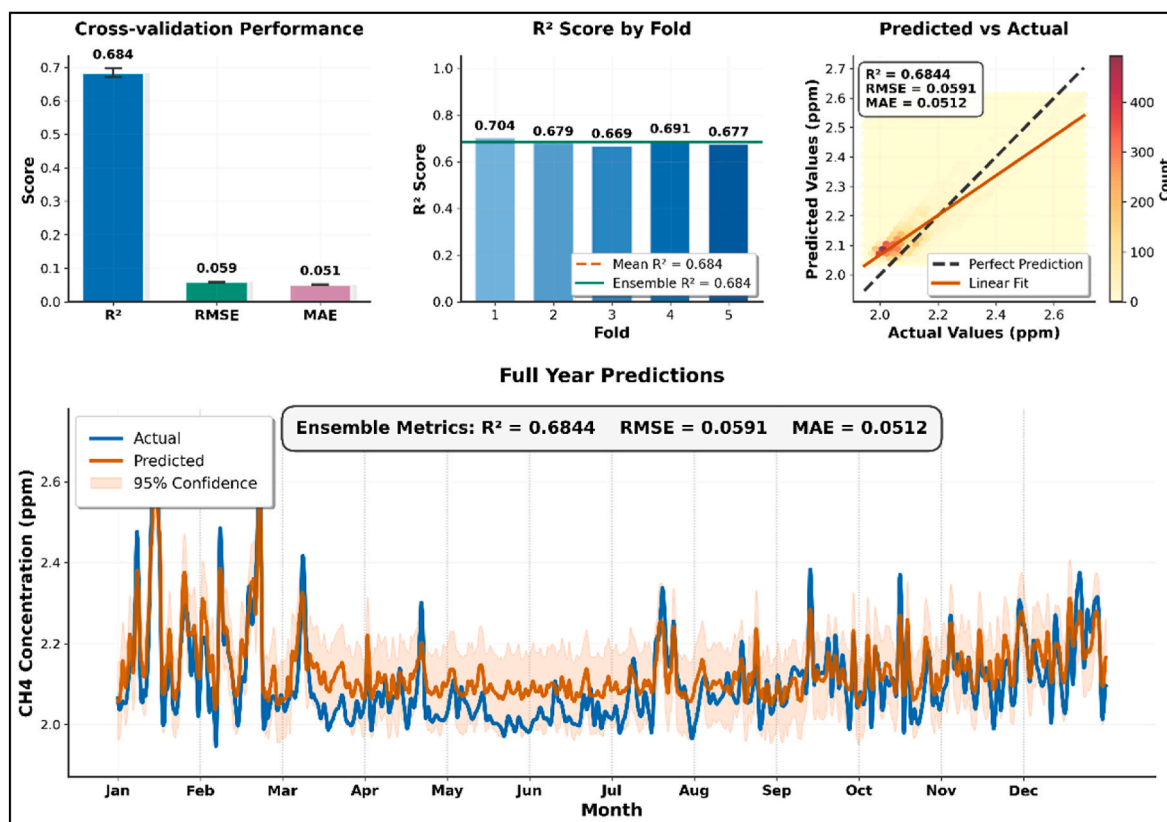 Cross-validation Performance
0.684
0.7
0.6
0.5
0.4
0.3
0.2
0.1
0.0
Score
0.059
0.051
R²
RMSE
MAE
R² Score by Fold
1.0
0.8
0.6
0.4
0.2
0.0
R² Score
0.704
0.679
0.669
0.691
0.677
Mean R² = 0.684
Ensemble R² = 0.684
1 2 3 4 5
Fold
Predicted vs Actual
2.7
2.6
2.5
2.4
2.3
2.2
2.1
2.0
Predicted Values (ppm)
R² = 0.6844
RMSE = 0.0591
MAE = 0.0512
Perfect Prediction
Linear Fit
2.0 2.2 2.4 2.6
Actual Values (ppm)
400
300
200
100
0
Count
Full Year Predictions
Actual
Predicted
95% Confidence
Ensemble Metrics: R² = 0.6844 RMSE = 0.0591 MAE = 0.0512
2.6
2.4
2.2
2.0
CH4 Concentration (ppm)
Jan Feb Mar Apr May Jun Jul Aug Sep Oct Nov Dec
Month